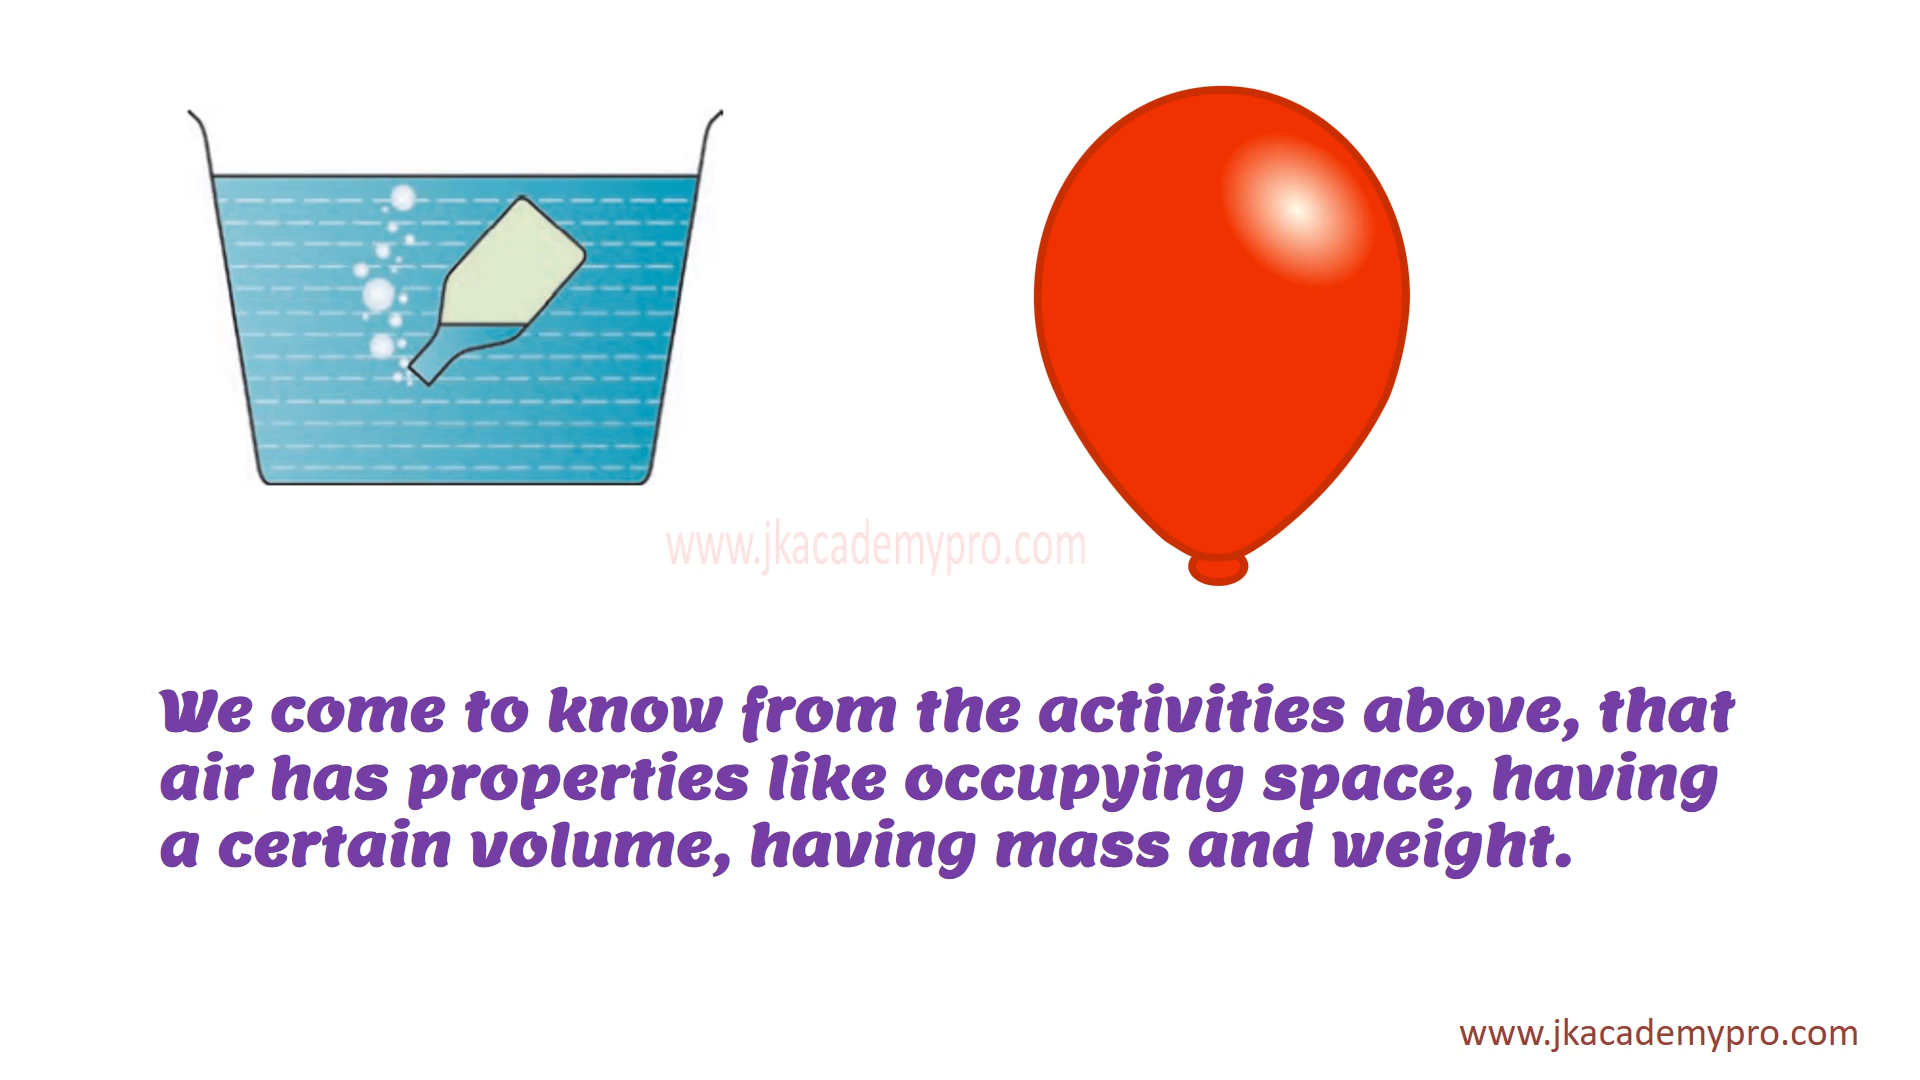 www.jkacademypro.com
We come to know from the activities above, that
air has properties like occupying space, having
a certain volume, having mass and weight.
www.jkacademypro.com